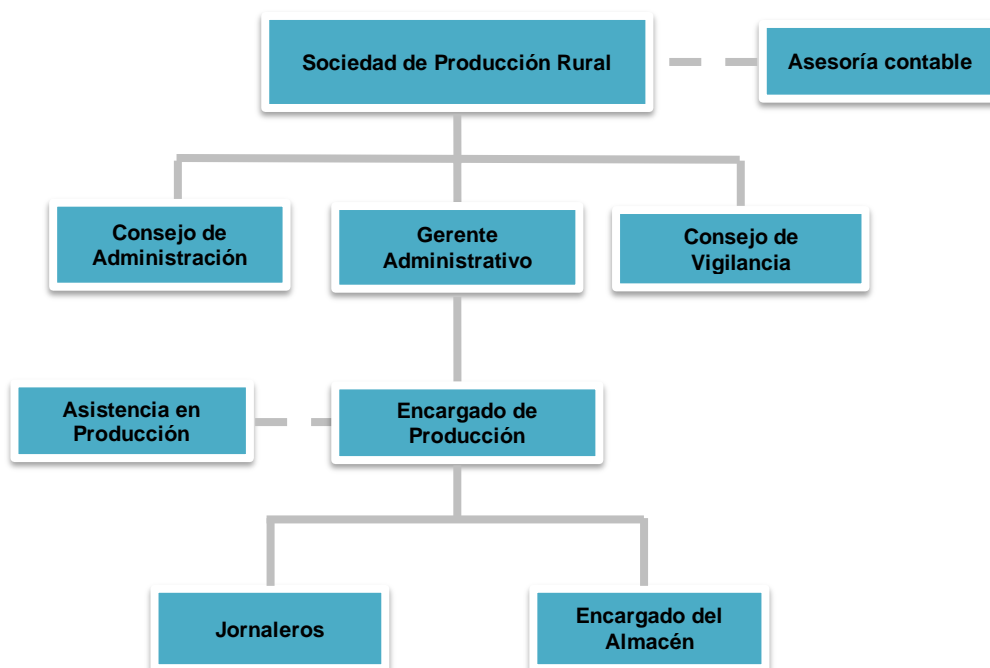 Sociedad de Producción Rural
Asesoría contable
Consejo de
Administración
Gerente
Administrativo
Consejo de
Vigilancia
Asistencia en
Producción
Encargado de
Producción
Jornaleros
Encargado del
Almacén